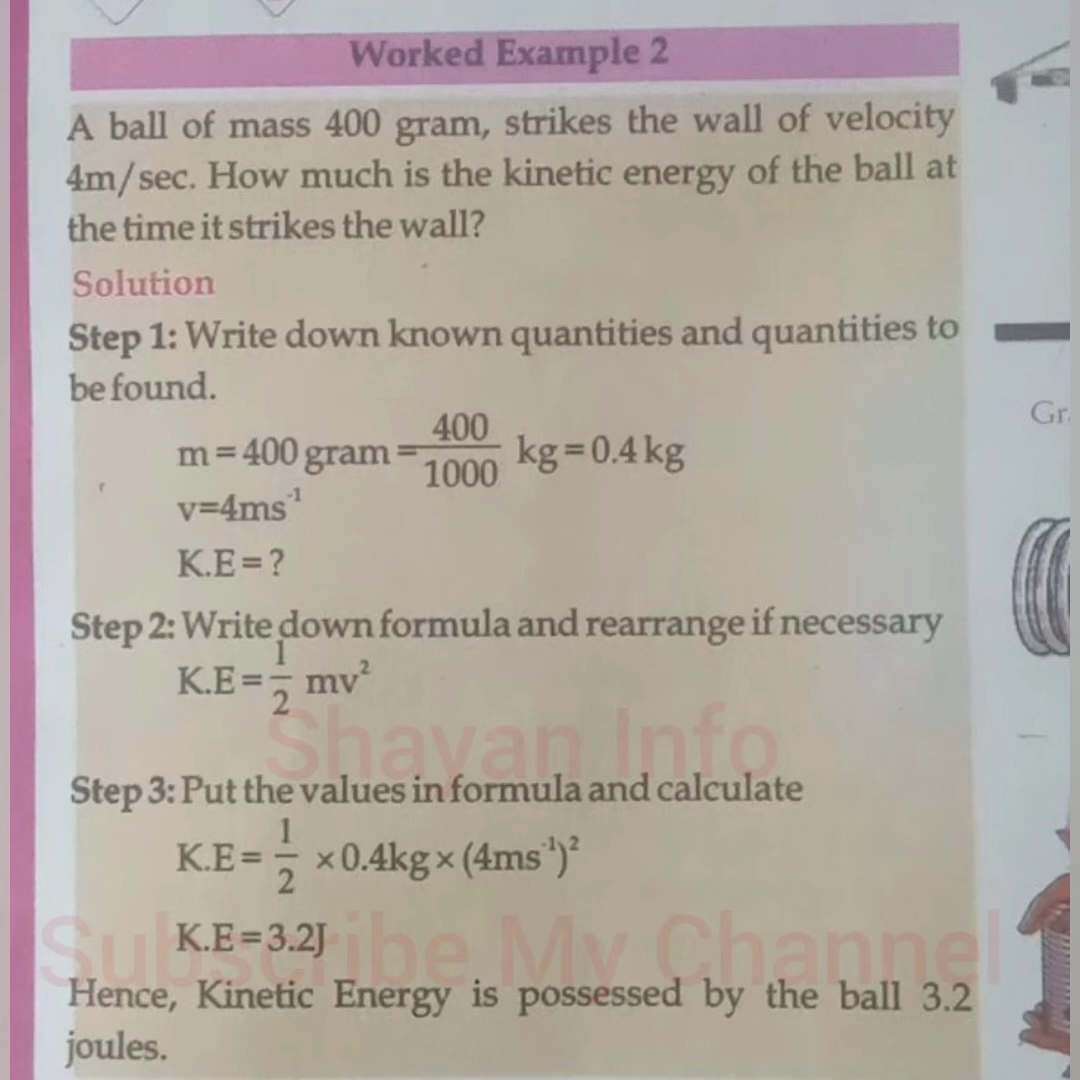 Worked Example 2
A ball of mass 400 gram, strikes the wall of velocity
4m/sec. How much is the kinetic energy of the ball at
the time it strikes the wall?
Solution
Step 1: Write down known quantities and quantities to
be found.
m = 400 gram = 400/1000 kg = 0.4 kg
v=4ms⁻¹
K.E = ?
Step 2: Write down formula and rearrange if necessary
K.E = 1/2 mv²
Shayan Info
Step 3: Put the values in formula and calculate
K.E = 1/2 × 0.4kg × (4ms⁻¹)²
K.E = 3.2J
Subscribe My Channel
Hence, Kinetic Energy is possessed by the ball 3.2
joules.
Gr